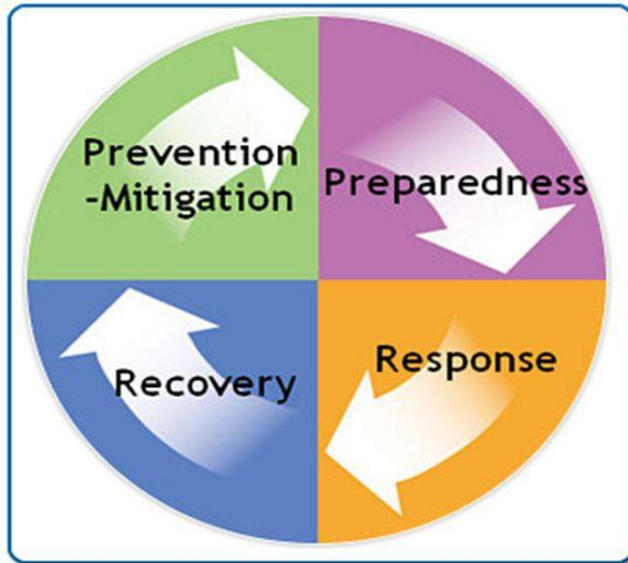 Prevention
-Mitigation
Preparedness
Response
Recovery